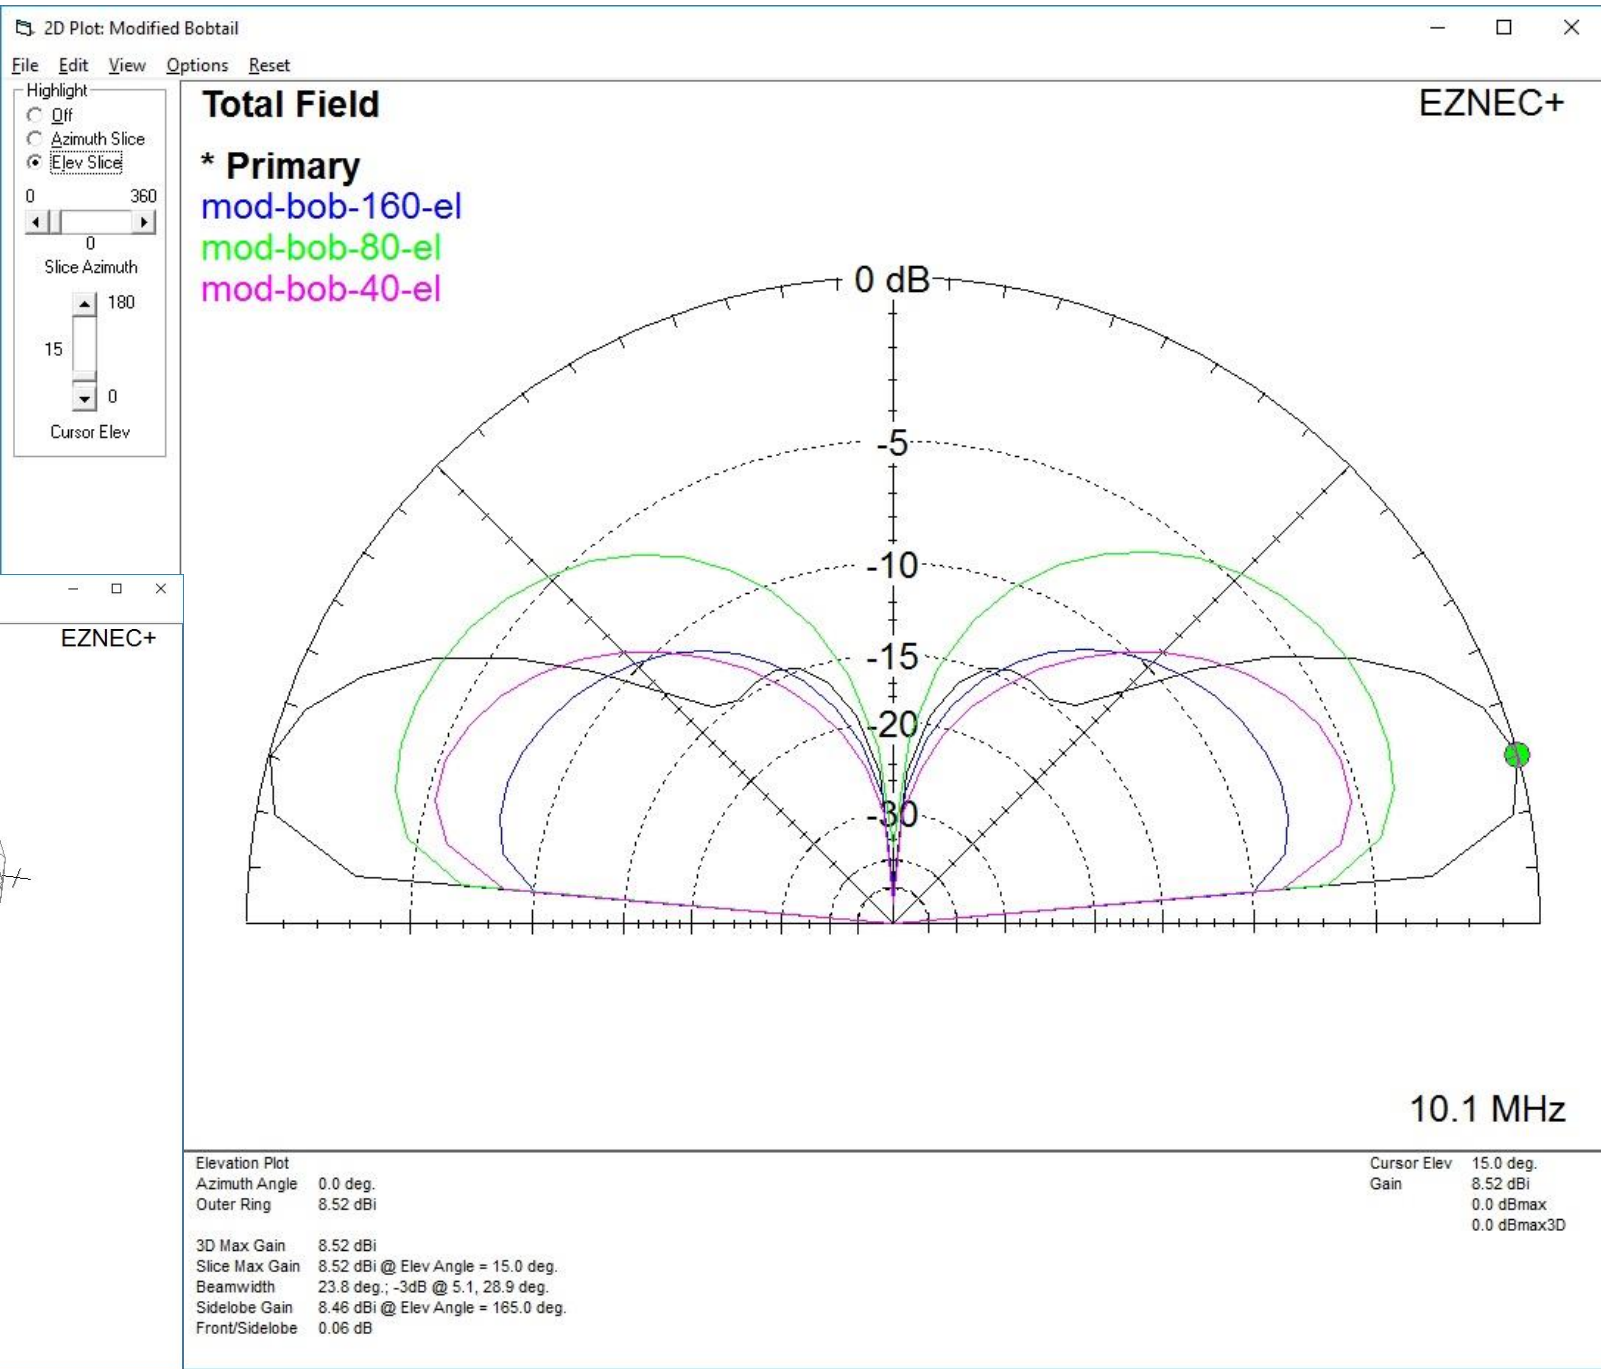 2D Plot: Modified Bobtail
File Edit View Options Reset
Highlight
Off
Azimuth Slice
Elev Slice
0 360
0
Slice Azimuth
180
15
0
Cursor Elev
Total Field
EZNEC+
* Primary
mod-bob-160-el
mod-bob-80-el
mod-bob-40-el
0 dB
-5
-10
-15
-20
-30
EZNEC+
10.1 MHz
Elevation Plot
Azimuth Angle 0.0 deg.
Outer Ring 8.52 dBi
3D Max Gain 8.52 dBi
Slice Max Gain 8.52 dBi @ Elev Angle = 15.0 deg.
Beamwidth 23.8 deg.; -3dB @ 5.1, 28.9 deg.
Sidelobe Gain 8.46 dBi @ Elev Angle = 165.0 deg.
Front/Sidelobe 0.06 dB
Cursor Elev 15.0 deg.
Gain 8.52 dBi
0.0 dBmax
0.0 dBmax3D